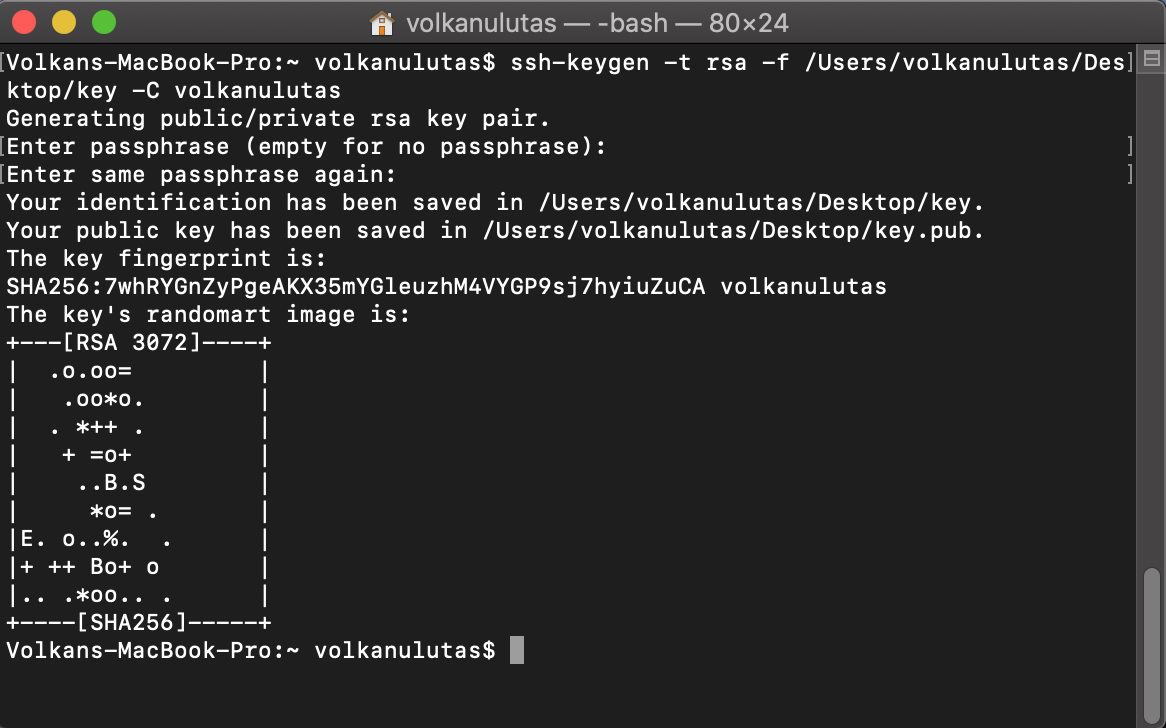 volkanulutas — -bash — 80×24
[Volkans-MacBook-Pro:~ volkanulutas$ ssh-keygen -t rsa -f /Users/volkanulutas/Des]
ktop/key -C volkanulutas
Generating public/private rsa key pair.
[Enter passphrase (empty for no passphrase):                                     ]
[Enter same passphrase again:                                                    ]
Your identification has been saved in /Users/volkanulutas/Desktop/key.
Your public key has been saved in /Users/volkanulutas/Desktop/key.pub.
The key fingerprint is:
SHA256:7whRYGnZyPgeAKX35mYGleuzhM4VYGP9sj7hyiuZuCA volkanulutas
The key's randomart image is:
+---[RSA 3072]----+
|  .o.oo=         |
|   .oo*o.        |
|  . *++ .        |
|   + =o+         |
|    ..B.S        |
|     *o= .       |
|E. o..%.  .      |
|+ ++ Bo+ o       |
|.. .*oo.. .      |
+----[SHA256]-----+
Volkans-MacBook-Pro:~ volkanulutas$